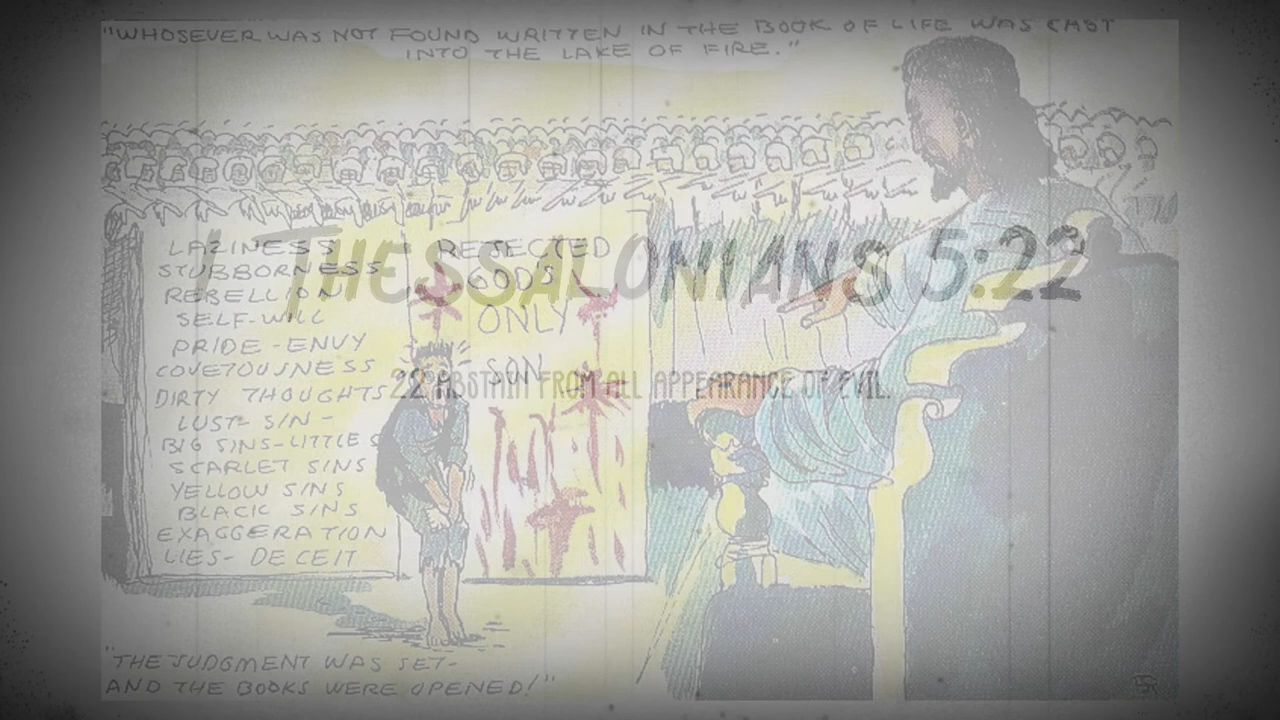 "WHOSEVER WAS NOT FOUND WRITTEN IN THE BOOK OF LIFE WAS CAST
INTO THE LAKE OF FIRE."
I THESSALONIANS 5:22
22 ABSTAIN FROM ALL APPEARANCE OF EVIL.
LAZINESS
STUBBORNESS
REBELLION
SELF-WILL
PRIDE-ENVY
COVETOUSNESS
DIRTY THOUGHTS
LUST- SIN-
BIG SINS-LITTLE
SCARLET SINS
YELLOW SINS
BLACK SINS
EXAGGERATION
LIES- DECEIT
REJECTED
GODS
ONLY
SON
"THE JUDGMENT WAS SET-
AND THE BOOKS WERE OPENED!"